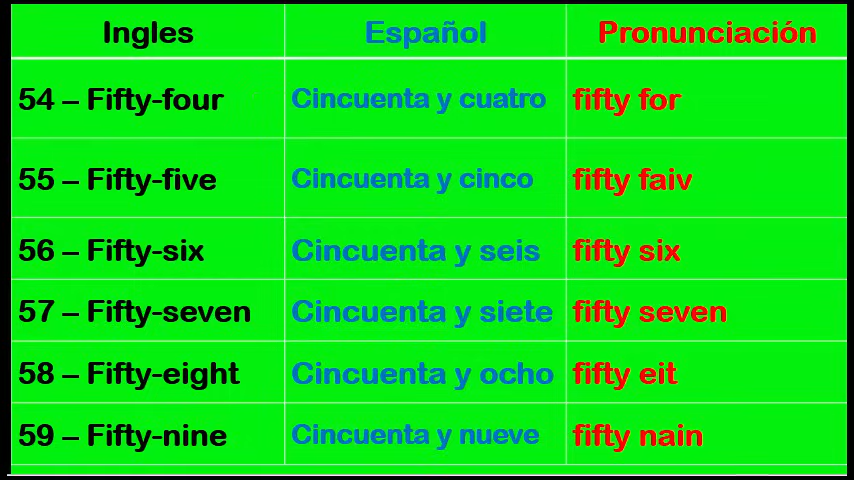 Ingles Español Pronunciación
54 – Fifty-four Cincuenta y cuatro fifty for
55 – Fifty-five Cincuenta y cinco fifty faiv
56 – Fifty-six Cincuenta y seis fifty six
57 – Fifty-seven Cincuenta y siete fifty seven
58 – Fifty-eight Cincuenta y ocho fifty eit
59 – Fifty-nine Cincuenta y nueve fifty nain